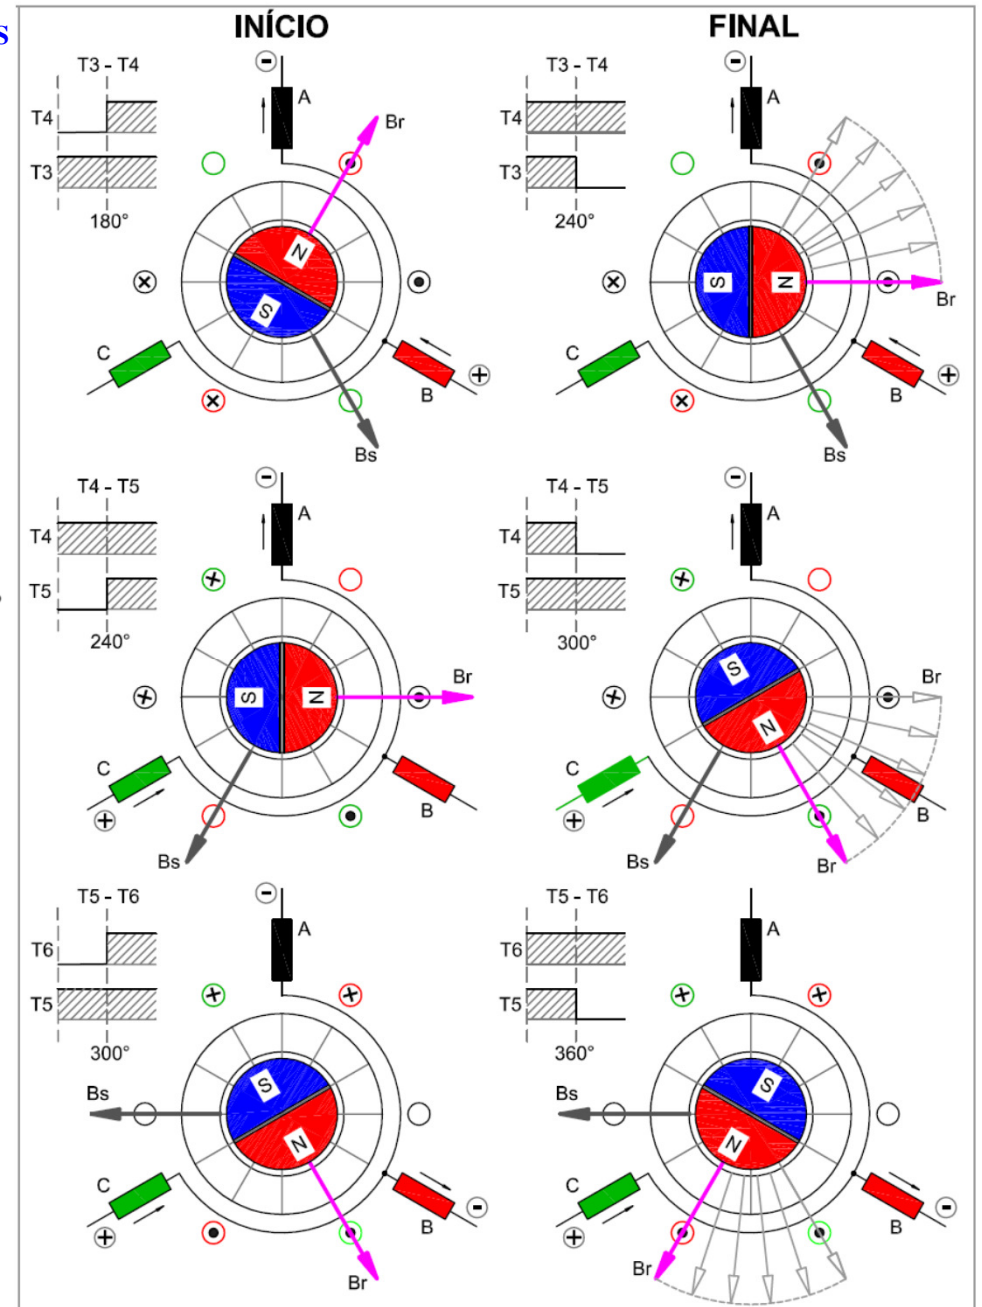 S
INÍCIO
FINAL
T3 - T4
T4
T3
180°
A
Br
N
S
C
B
Bs
T3 - T4
T4
T3
240°
A
S
N
Br
C
B
Bs
T4 - T5
T4
T5
240°
A
Br
S
N
C
B
Bs
T4 - T5
T4
T5
300°
A
Br
S
N
C
B
Bs
Br
T5 - T6
T6
T5
300°
A
Bs
S
N
C
B
Br
T5 - T6
T6
T5
360°
A
Bs
S
N
C
B
Br